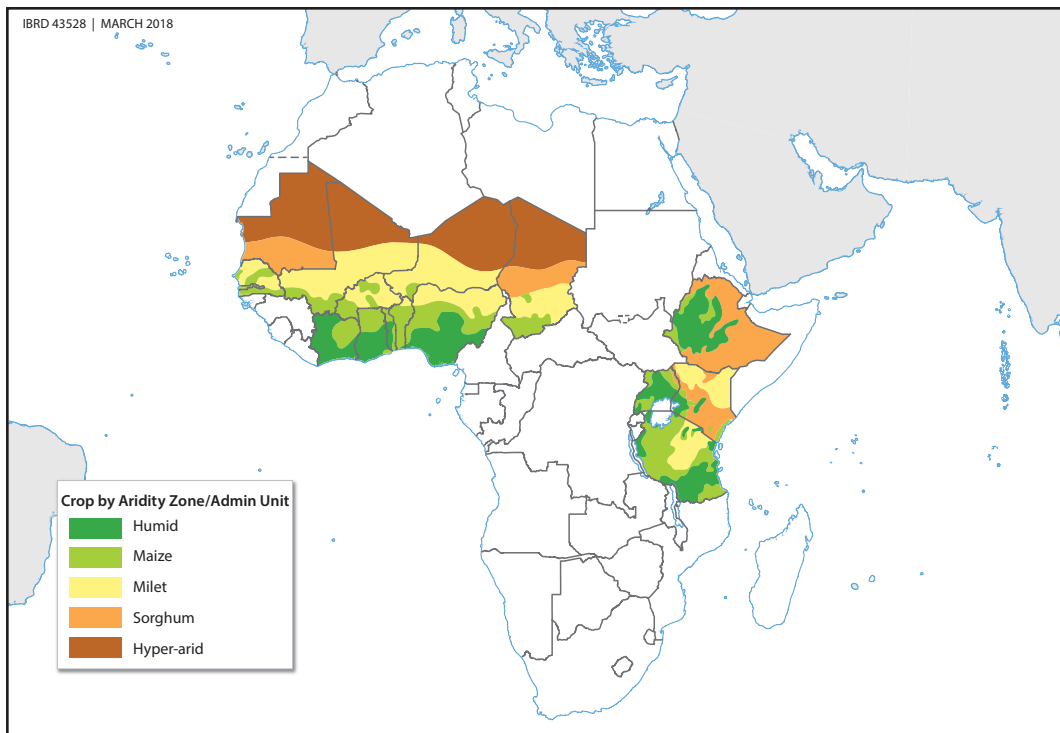 IBRD 43528 | MARCH 2018
Crop by Aridity Zone/Admin Unit
Humid
Maize
Milet
Sorghum
Hyper-arid